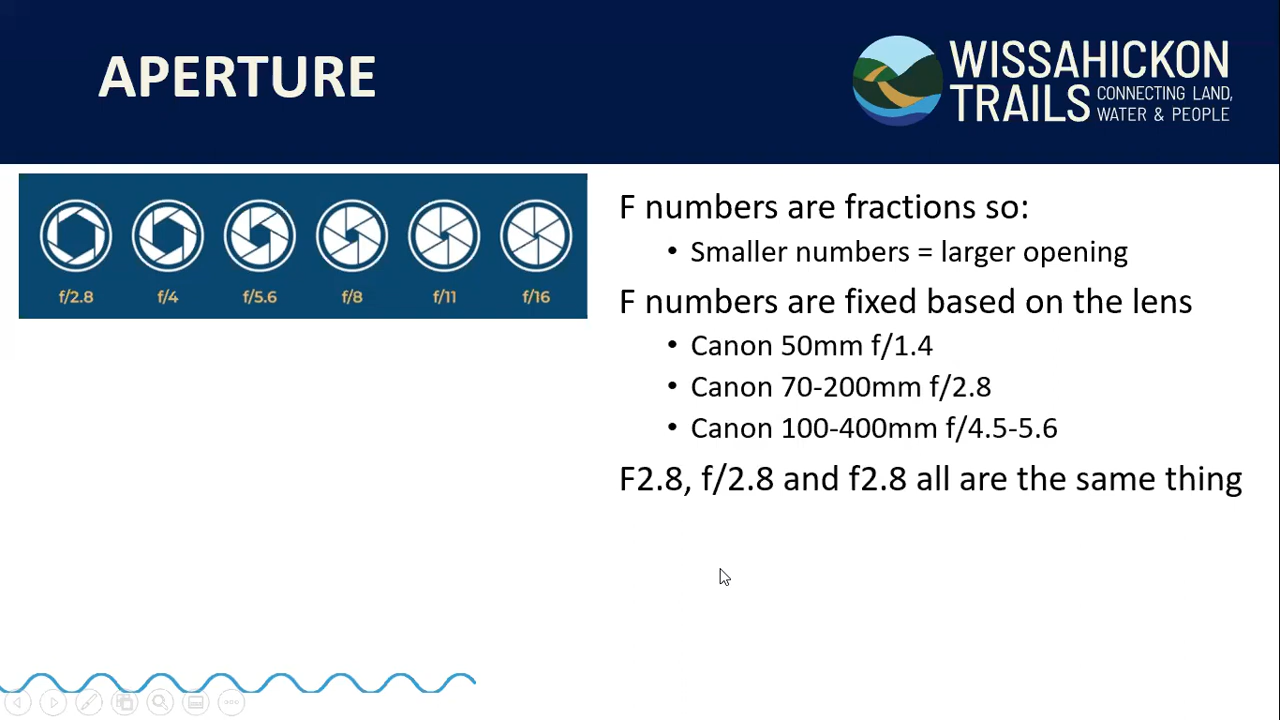 APERTURE
WISSAHICKON
TRAILS
CONNECTING LAND,
WATER & PEOPLE
f/2.8 f/4 f/5.6 f/8 f/11 f/16
F numbers are fractions so:
• Smaller numbers = larger opening
F numbers are fixed based on the lens
• Canon 50mm f/1.4
• Canon 70-200mm f/2.8
• Canon 100-400mm f/4.5-5.6
F2.8, f/2.8 and f2.8 all are the same thing